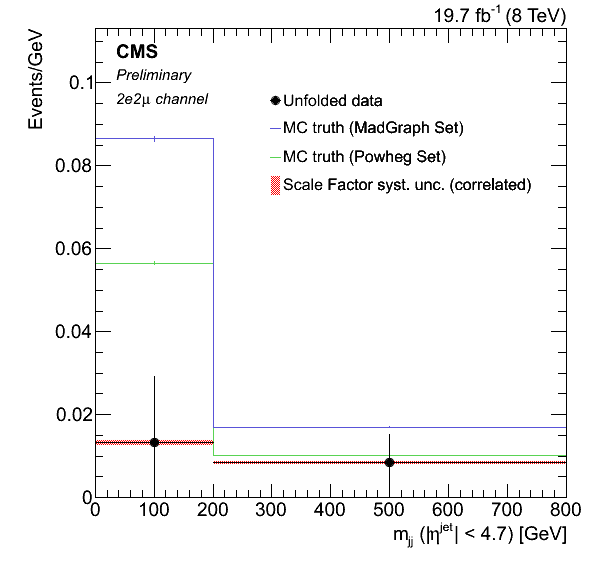 19.7 fb⁻¹ (8 TeV)
Events/GeV
CMS
Preliminary
2e2μ channel
Unfolded data
MC truth (MadGraph Set)
MC truth (Powheg Set)
Scale Factor syst. unc. (correlated)
0.1
0.08
0.06
0.04
0.02
0
0 100 200 300 400 500 600 700 800
m_jj (|η^jet| < 4.7) [GeV]